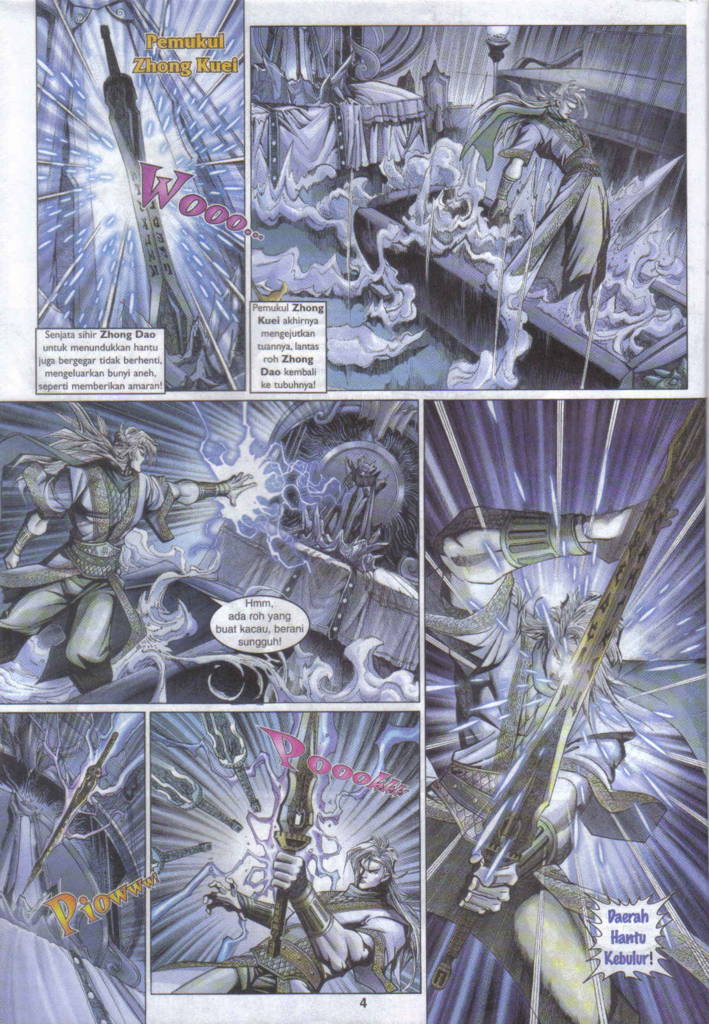 Pemukul
Zhong Kuei
Wooo...
Senjata sihir Zhong Dao
untuk menundukkan hantu
juga bergegar tidak berhenti,
mengeluarkan bunyi aneh,
seperti memberikan amaran!
Pemukul Zhong
Kuei akhirnya
mengejutkan
tuannya, lantas
roh Zhong
Dao kembali
ke tubuhnya!
Hmm,
ada roh yang
buat kacau, berani
sungguh!
Piowww
Pooohhh
Daerah
Hantu
Kebulur!
4